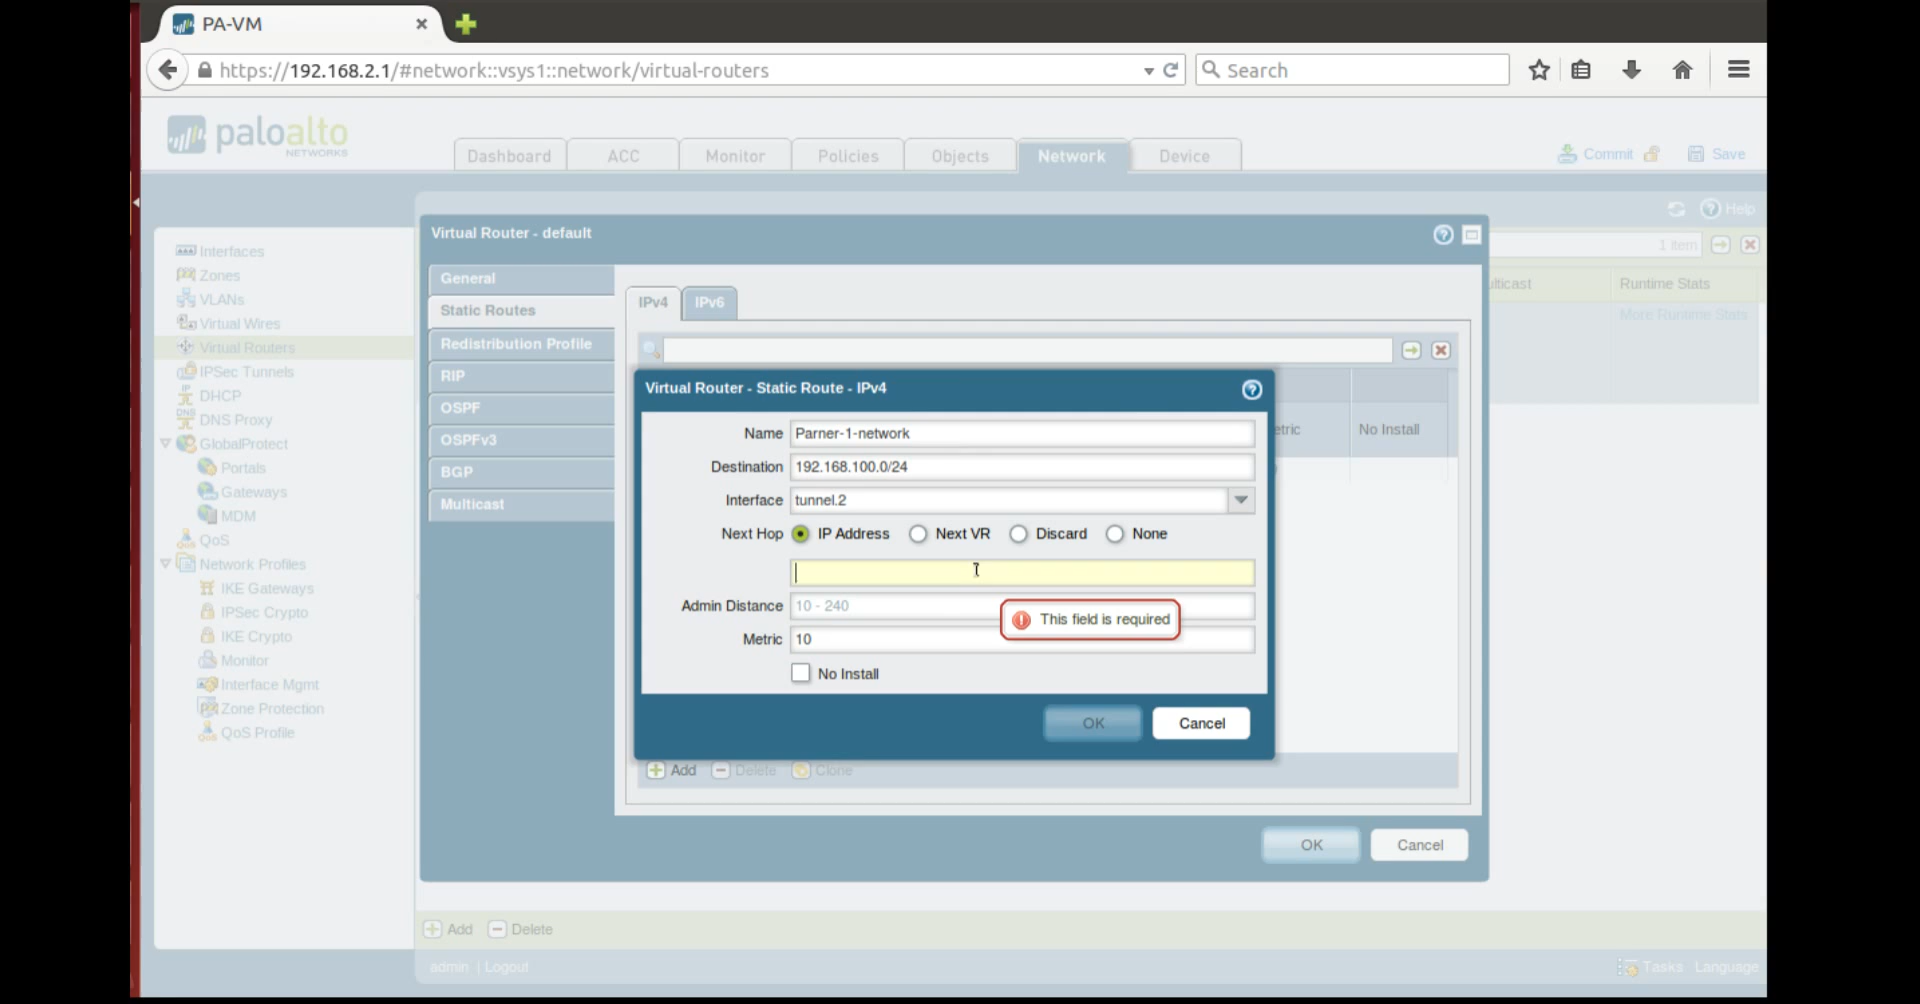 PA-VM
https://192.168.2.1/#network::vsys1::network/virtual-routers
Search
paloalto
NETWORKS
Dashboard
ACC
Monitor
Policies
Objects
Network
Device
Commit
Save
Help
Virtual Router - default
1 item
Interfaces
Zones
VLANs
Virtual Wires
Virtual Routers
IPSec Tunnels
DHCP
DNS Proxy
GlobalProtect
Portals
Gateways
MDM
QoS
Network Profiles
IKE Gateways
IPSec Crypto
IKE Crypto
Monitor
Interface Mgmt
Zone Protection
QoS Profile
General
Static Routes
Redistribution Profile
RIP
OSPF
OSPFv3
BGP
Multicast
IPv4
IPv6
ulticast
Runtime Stats
More Runtime Stats
Virtual Router - Static Route - IPv4
Name Parner-1-network
Destination 192.168.100.0/24
Interface tunnel.2
Next Hop IP Address Next VR Discard None
Admin Distance 10 - 240
This field is required
Metric 10
No Install
OK Cancel
etric
No Install
Add Delete Clone
OK Cancel
Add Delete
admin | Logout
Tasks Language